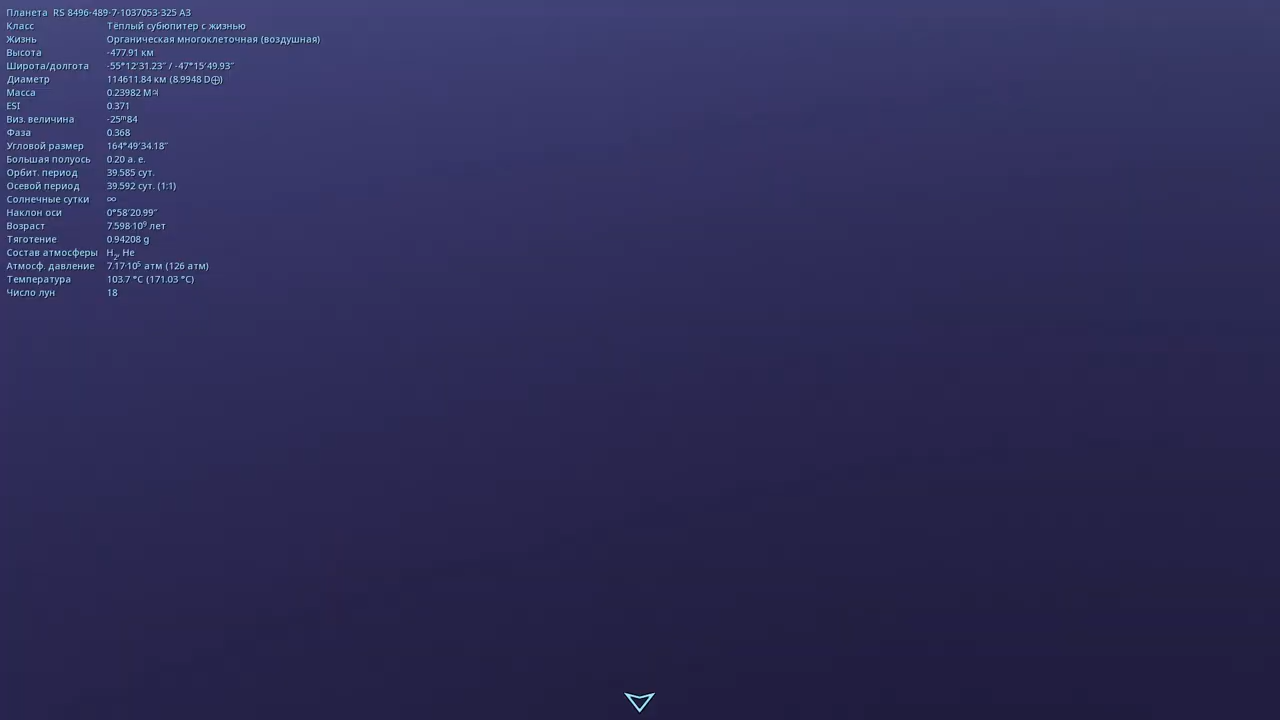 Планета RS 8496-489-7-1037053-325 A3
Класс Тёплый субюпитер с жизнью
Жизнь Органическая многоклеточная (воздушная)
Высота -477.91 км
Широта/долгота -55°12′31.23″ / -47°15′49.93″
Диаметр 114611.84 км (8.9948 D⊕)
Масса 0.23982 M♃
ESI 0.371
Виз. величина -25ᵐ84
Фаза 0.368
Угловой размер 164°49′34.18″
Большая полуось 0.20 а. е.
Орбит. период 39.585 сут.
Осевой период 39.592 сут. (1:1)
Солнечные сутки ∞
Наклон оси 0°58′20.99″
Возраст 7.598·10⁹ лет
Тяготение 0.94208 g
Состав атмосферы H₂, He
Атмосф. давление 7.17·10⁵ атм (126 атм)
Температура 103.7 °C (171.03 °C)
Число лун 18